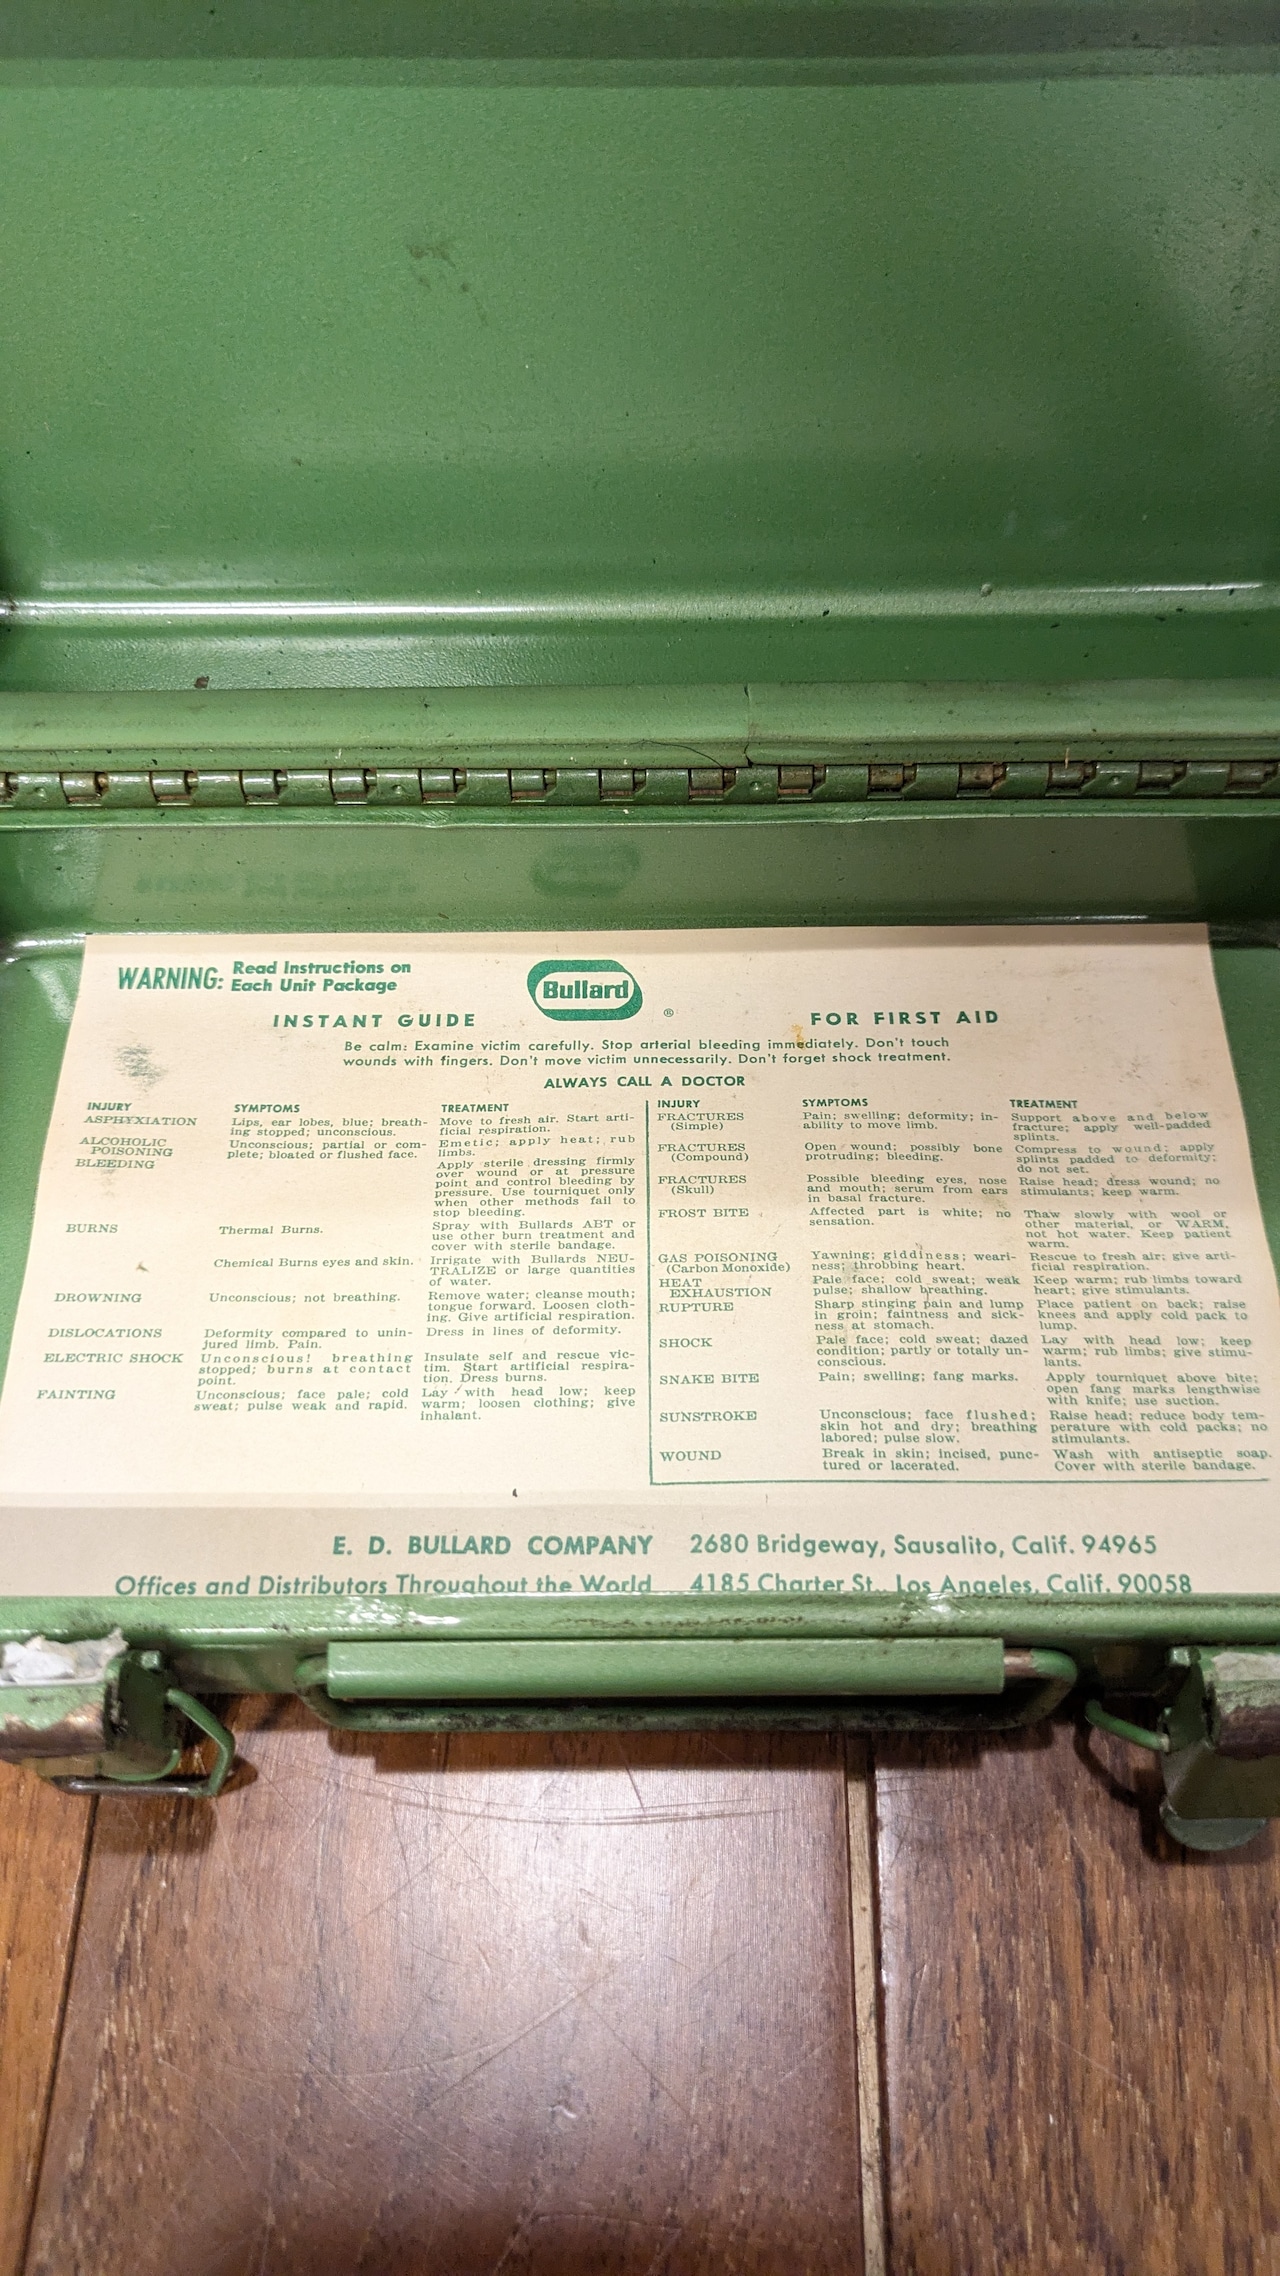 WARNING: Read Instructions on
Each Unit Package
Bullard
®
INSTANT GUIDE FOR FIRST AID
Be calm: Examine victim carefully. Stop arterial bleeding immediately. Don't touch
wounds with fingers. Don't move victim unnecessarily. Don't forget shock treatment.
ALWAYS CALL A DOCTOR
INJURY SYMPTOMS TREATMENT
ASPHYXIATION Lips, ear lobes, blue; breath- Move to fresh air. Start arti-
ing stopped; unconscious. ficial respiration.
ALCOHOLIC Unconscious; partial or com- Emetic; apply heat; rub
POISONING plete; bloated or flushed face. limbs.
BLEEDING Apply sterile dressing firmly
over wound or at pressure
point and control bleeding by
pressure. Use tourniquet only
when other methods fail to
stop bleeding.
BURNS Thermal Burns. Spray with Bullards ABT or
use other burn treatment and
cover with sterile bandage.
Chemical Burns eyes and skin. Irrigate with Bullards NEU-
TRALIZE or large quantities
of water.
DROWNING Unconscious; not breathing. Remove water; cleanse mouth;
tongue forward. Loosen cloth-
ing. Give artificial respiration.
DISLOCATIONS Deformity compared to unin- Dress in lines of deformity.
jured limb. Pain.
ELECTRIC SHOCK Unconscious! breathing Insulate self and rescue vic-
stopped; burns at contact tim. Start artificial respira-
point. tion. Dress burns.
FAINTING Unconscious; face pale; cold Lay with head low; keep
sweat; pulse weak and rapid. warm; loosen clothing; give
inhalant.
INJURY SYMPTOMS TREATMENT
FRACTURES Pain; swelling; deformity; in- Support above and below
(Simple) ability to move limb. fracture; apply well-padded
splints.
FRACTURES Open wound; possibly bone Compress to wound; apply
(Compound) protruding; bleeding. splints padded to deformity;
do not set.
FRACTURES Possible bleeding eyes, nose Raise head; dress wound; no
(Skull) and mouth; serum from ears stimulants; keep warm.
in basal fracture.
FROST BITE Affected part is white; no Thaw slowly with wool or
sensation. other material, or WARM,
not hot water. Keep patient
warm.
GAS POISONING Yawning; giddiness; weari- Rescue to fresh air; give arti-
(Carbon Monoxide) ness; throbbing heart. ficial respiration.
HEAT Pale face; cold sweat; weak Keep warm; rub limbs toward
EXHAUSTION pulse; shallow breathing. heart; give stimulants.
RUPTURE Sharp stinging pain and lump Place patient on back; raise
in groin; faintness and sick- knees and apply cold pack to
ness at stomach. lump.
SHOCK Pale face; cold sweat; dazed Lay with head low; keep
condition; partly or totally un- warm; rub limbs; give stimu-
conscious. lants.
SNAKE BITE Pain; swelling; fang marks. Apply tourniquet above bite;
open fang marks lengthwise
with knife; use suction.
SUNSTROKE Unconscious; face flushed; Raise head; reduce body tem-
skin hot and dry; breathing perature with cold packs; no
labored; pulse slow. stimulants.
WOUND Break in skin; incised, punc- Wash with antiseptic soap.
tured or lacerated. Cover with sterile bandage.
E. D. BULLARD COMPANY 2680 Bridgeway, Sausalito, Calif. 94965
Offices and Distributors Throughout the World 4185 Charter St., Los Angeles, Calif. 90058